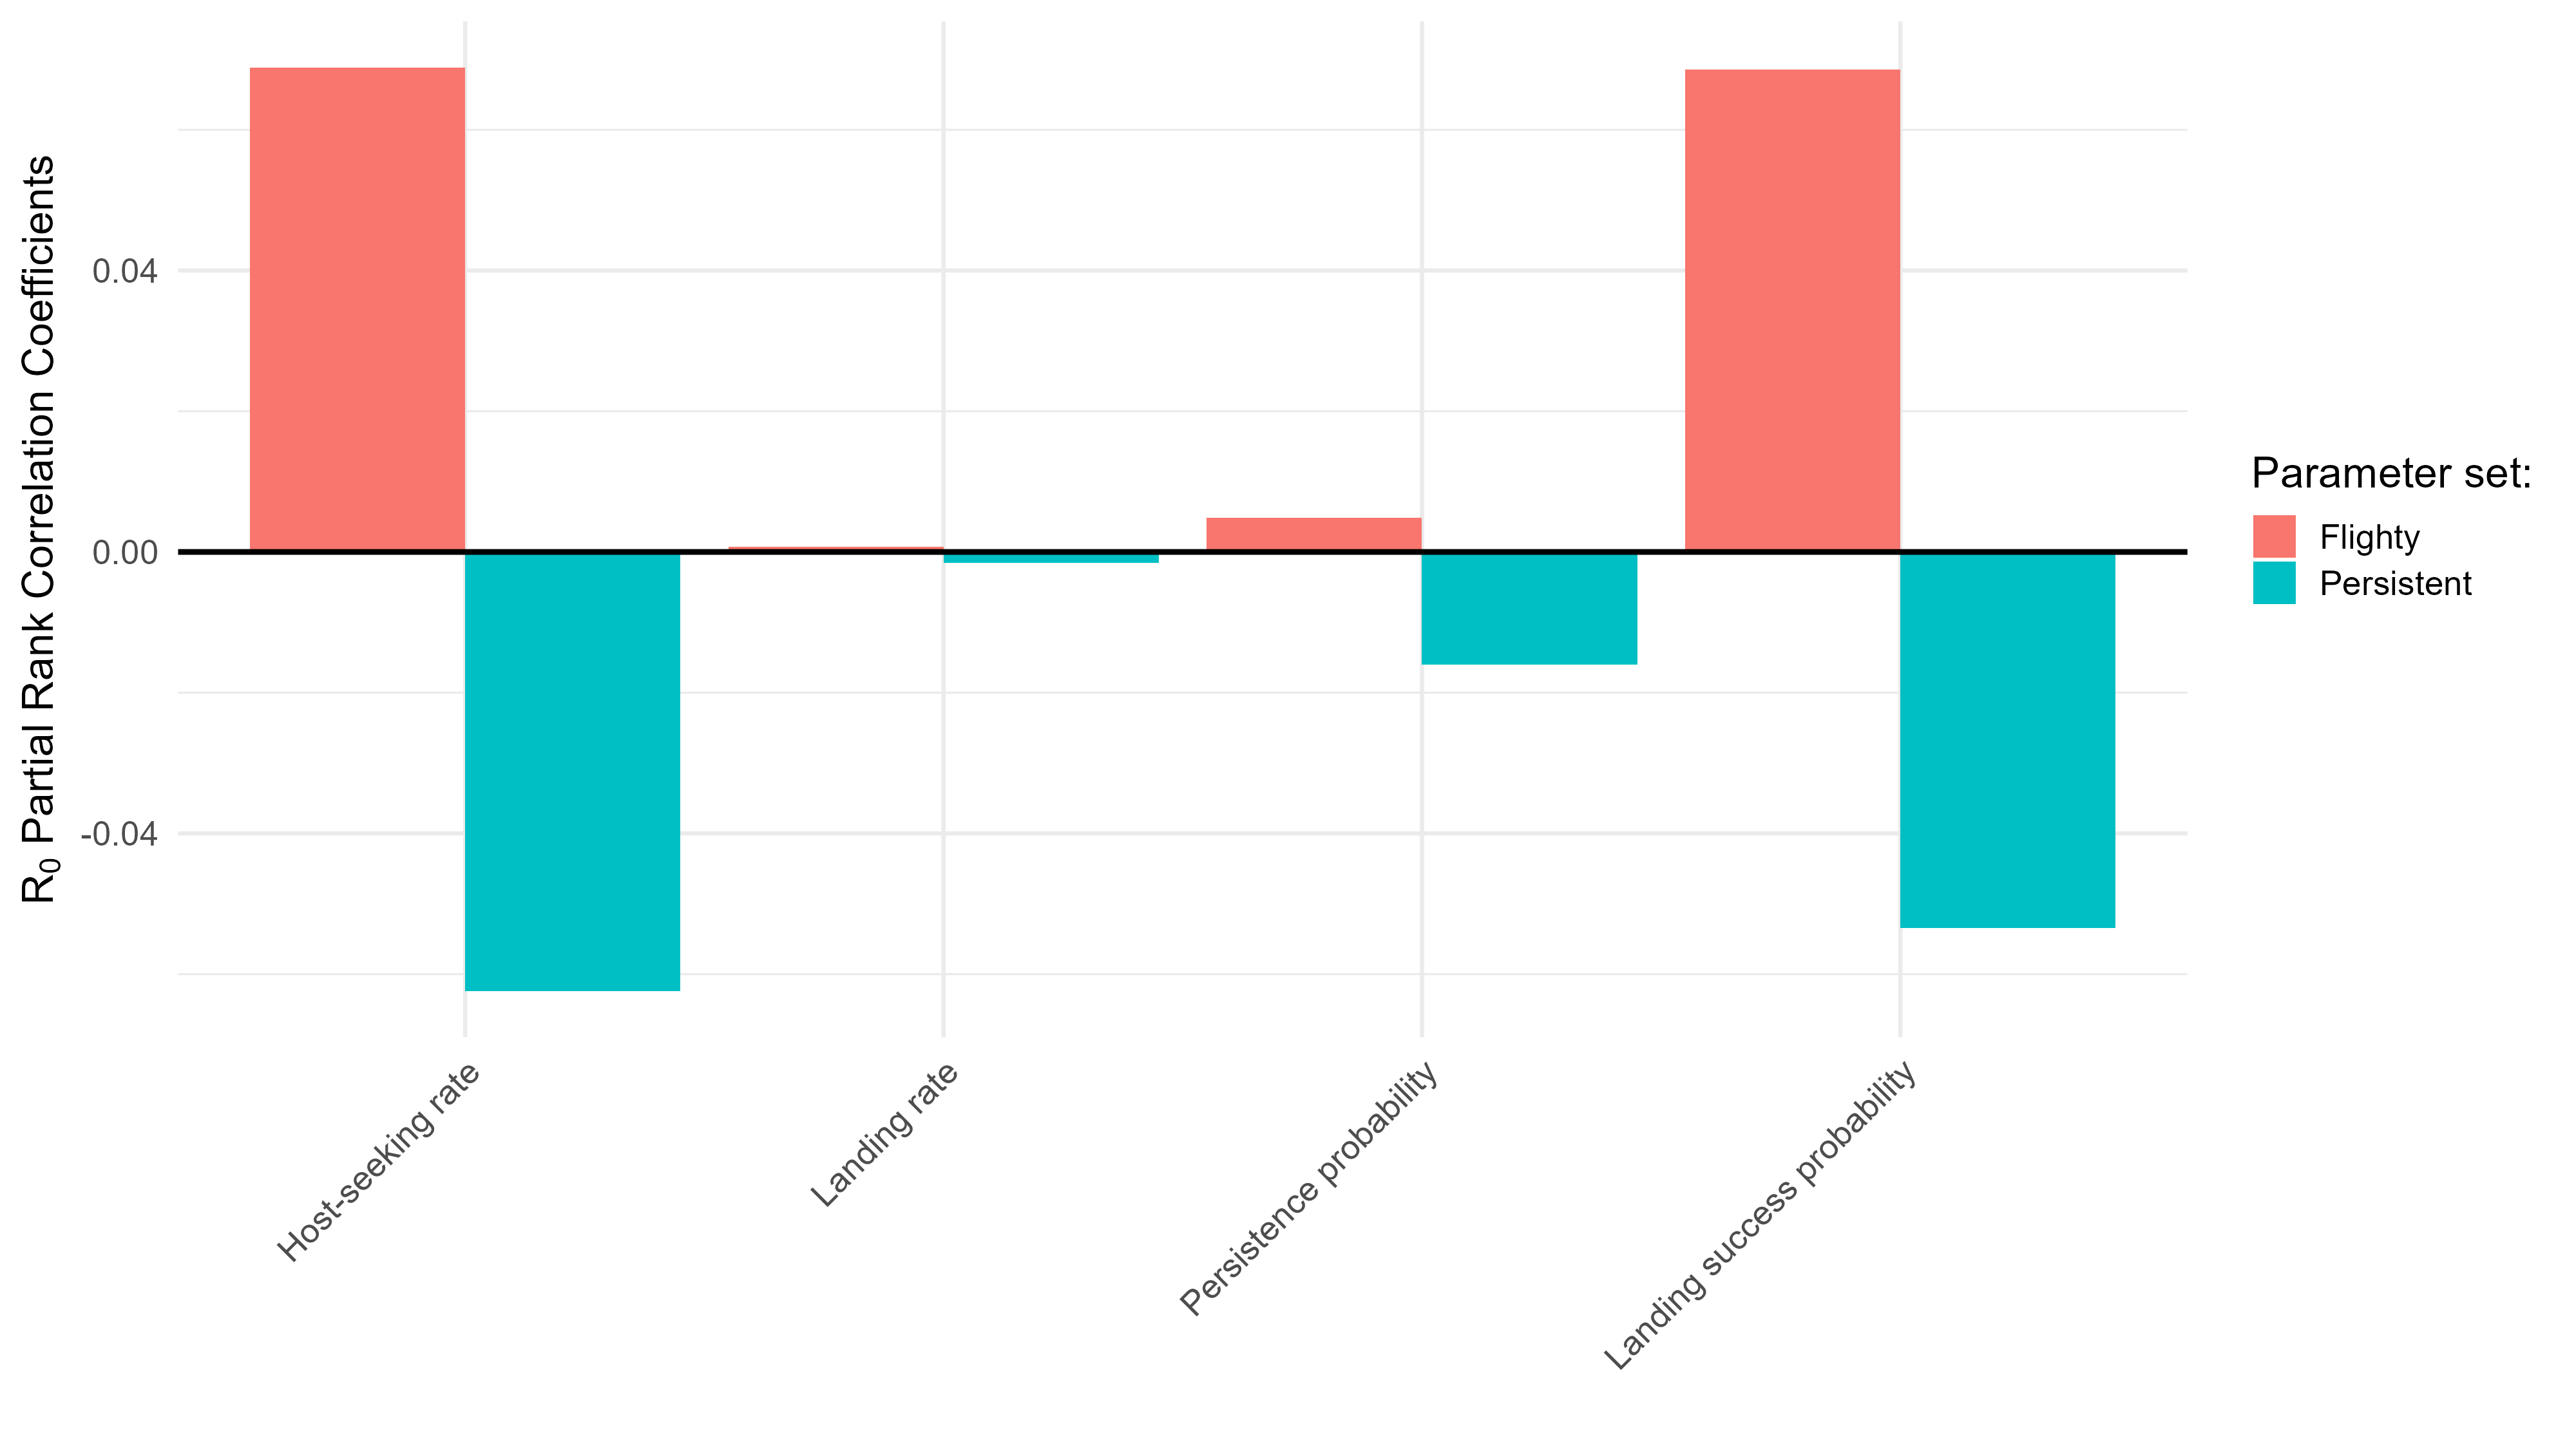 R₀ Partial Rank Correlation Coefficients
0.04
0.00
-0.04
Host-seeking rate
Landing rate
Persistence probability
Landing success probability
Parameter set:
Flighty
Persistent